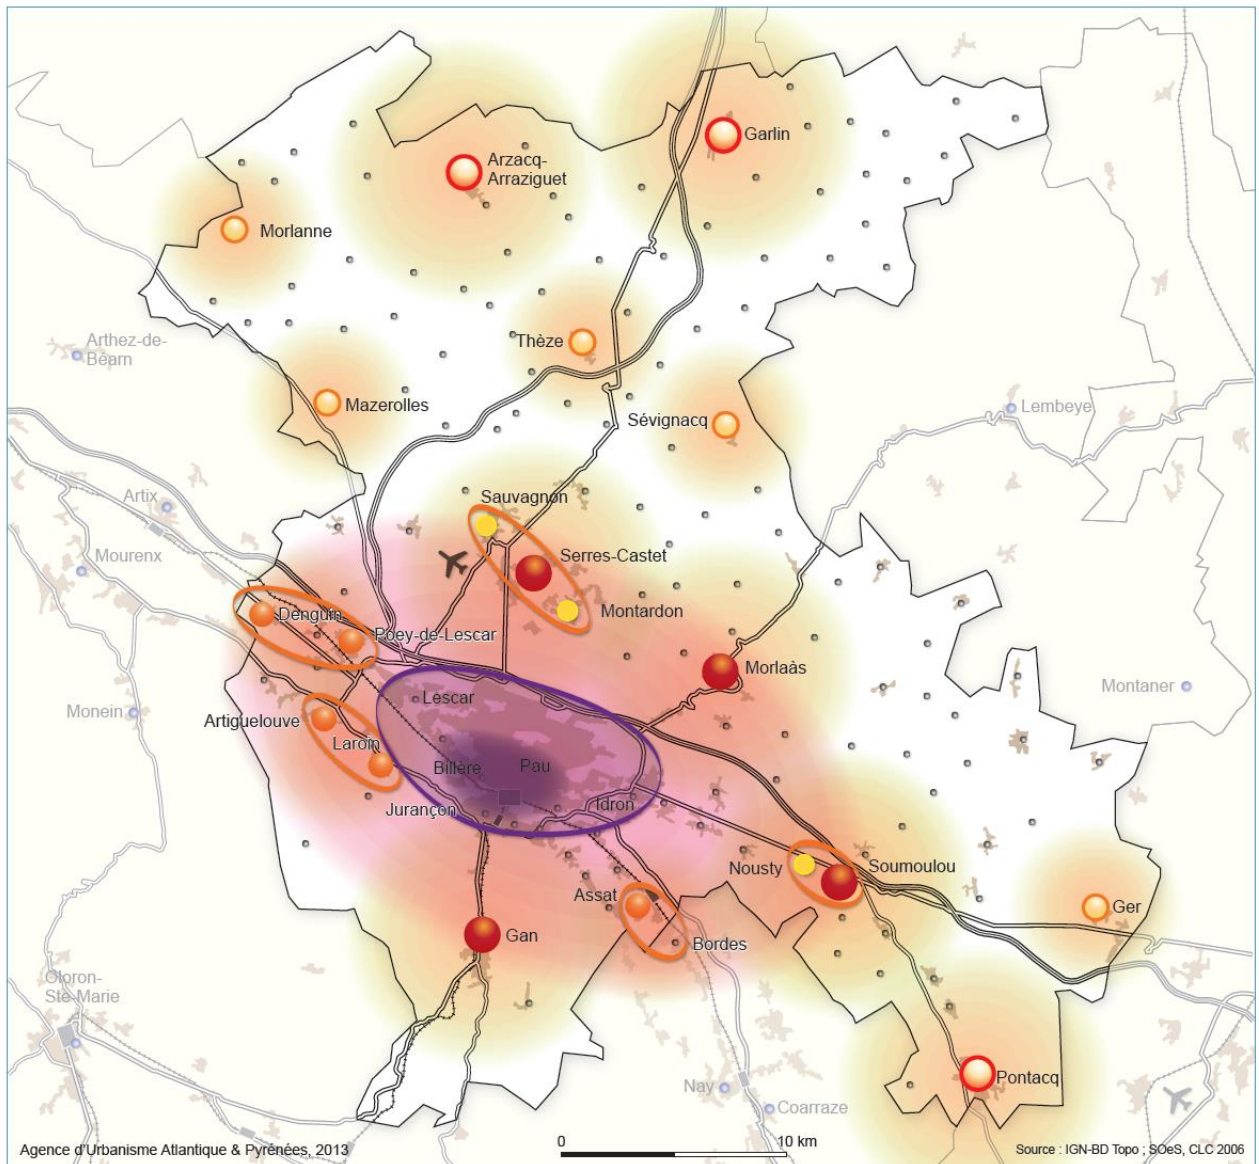 Garlin
Arzacq-
Arraziguet
Morlanne
Thèze
Arthez-de-
Béarn
Mazerolles
Lembeye
Sévignacq
Sauvagnon
Artix
Serres-Castet
Mourenx
Montardon
Denguin
Poey-de-Lescar
Morlaàs
Montaner
Lescar
Monein
Artiguelouve
Laroin
Billère
Pau
Jurançon
Idron
Nousty
Soumoulou
Assat
Ger
Gan
Bordes
Oloron-
Ste-Marie
Pontacq
Nay
Coarraze
Agence d'Urbanisme Atlantique & Pyrénées, 2013
0
10 km
Source : IGN-BD Topo ; SOeS, CLC 2006